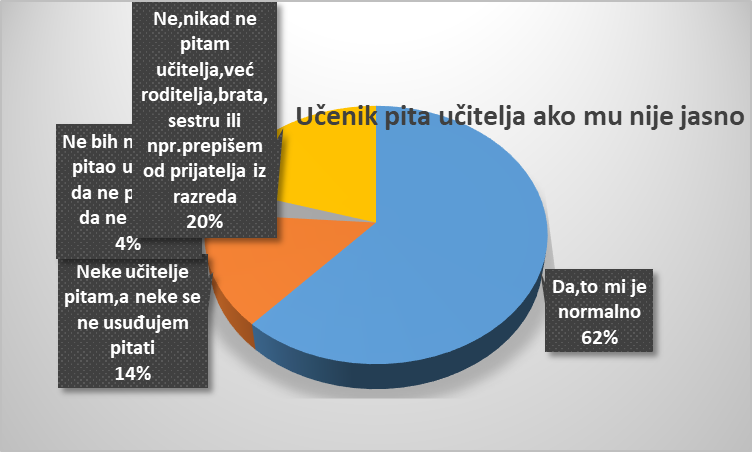 Učenik pita učitelja ako mu nije jasno
Ne,nikad ne
pitam
učitelja,već
roditelja,brata,
sestru ili
npr.prepišem
od prijatelja iz
razreda
20%
Ne bih
pitao
da ne
da ne
4%
Neke učitelje
pitam,a neke se
ne usuđujem
pitati
14%
Da,to mi je
normalno
62%